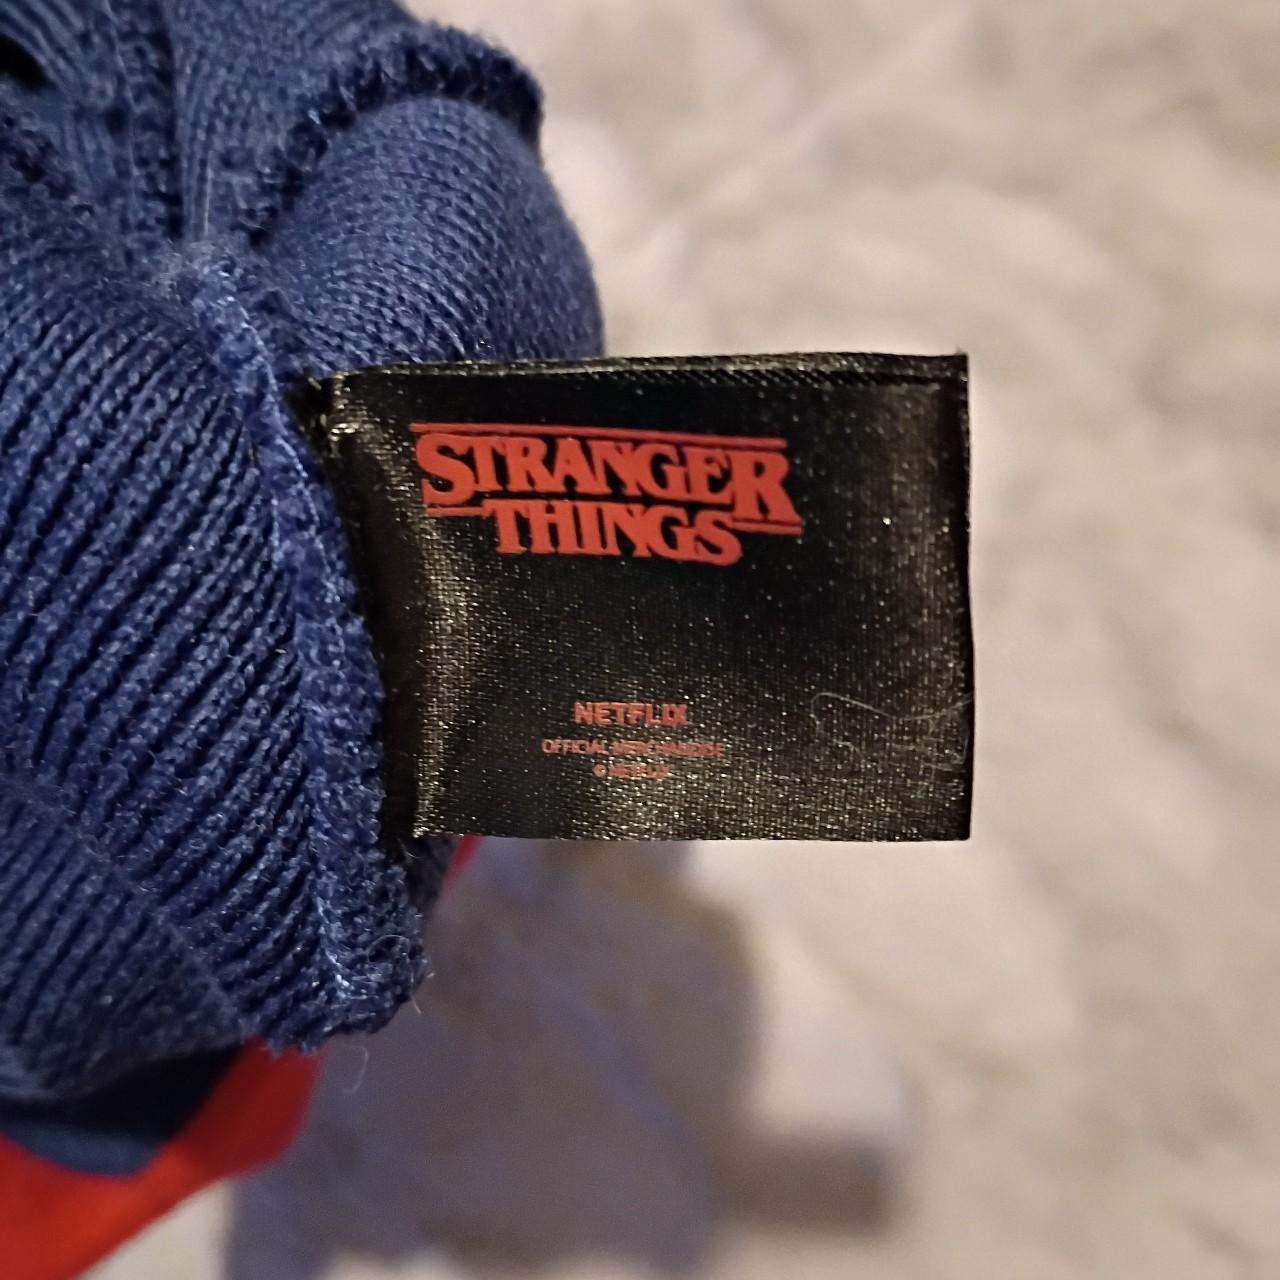 STRANGER
THINGS
NETFLIX
OFFICIAL MERCHANDISE
© NETFLIX